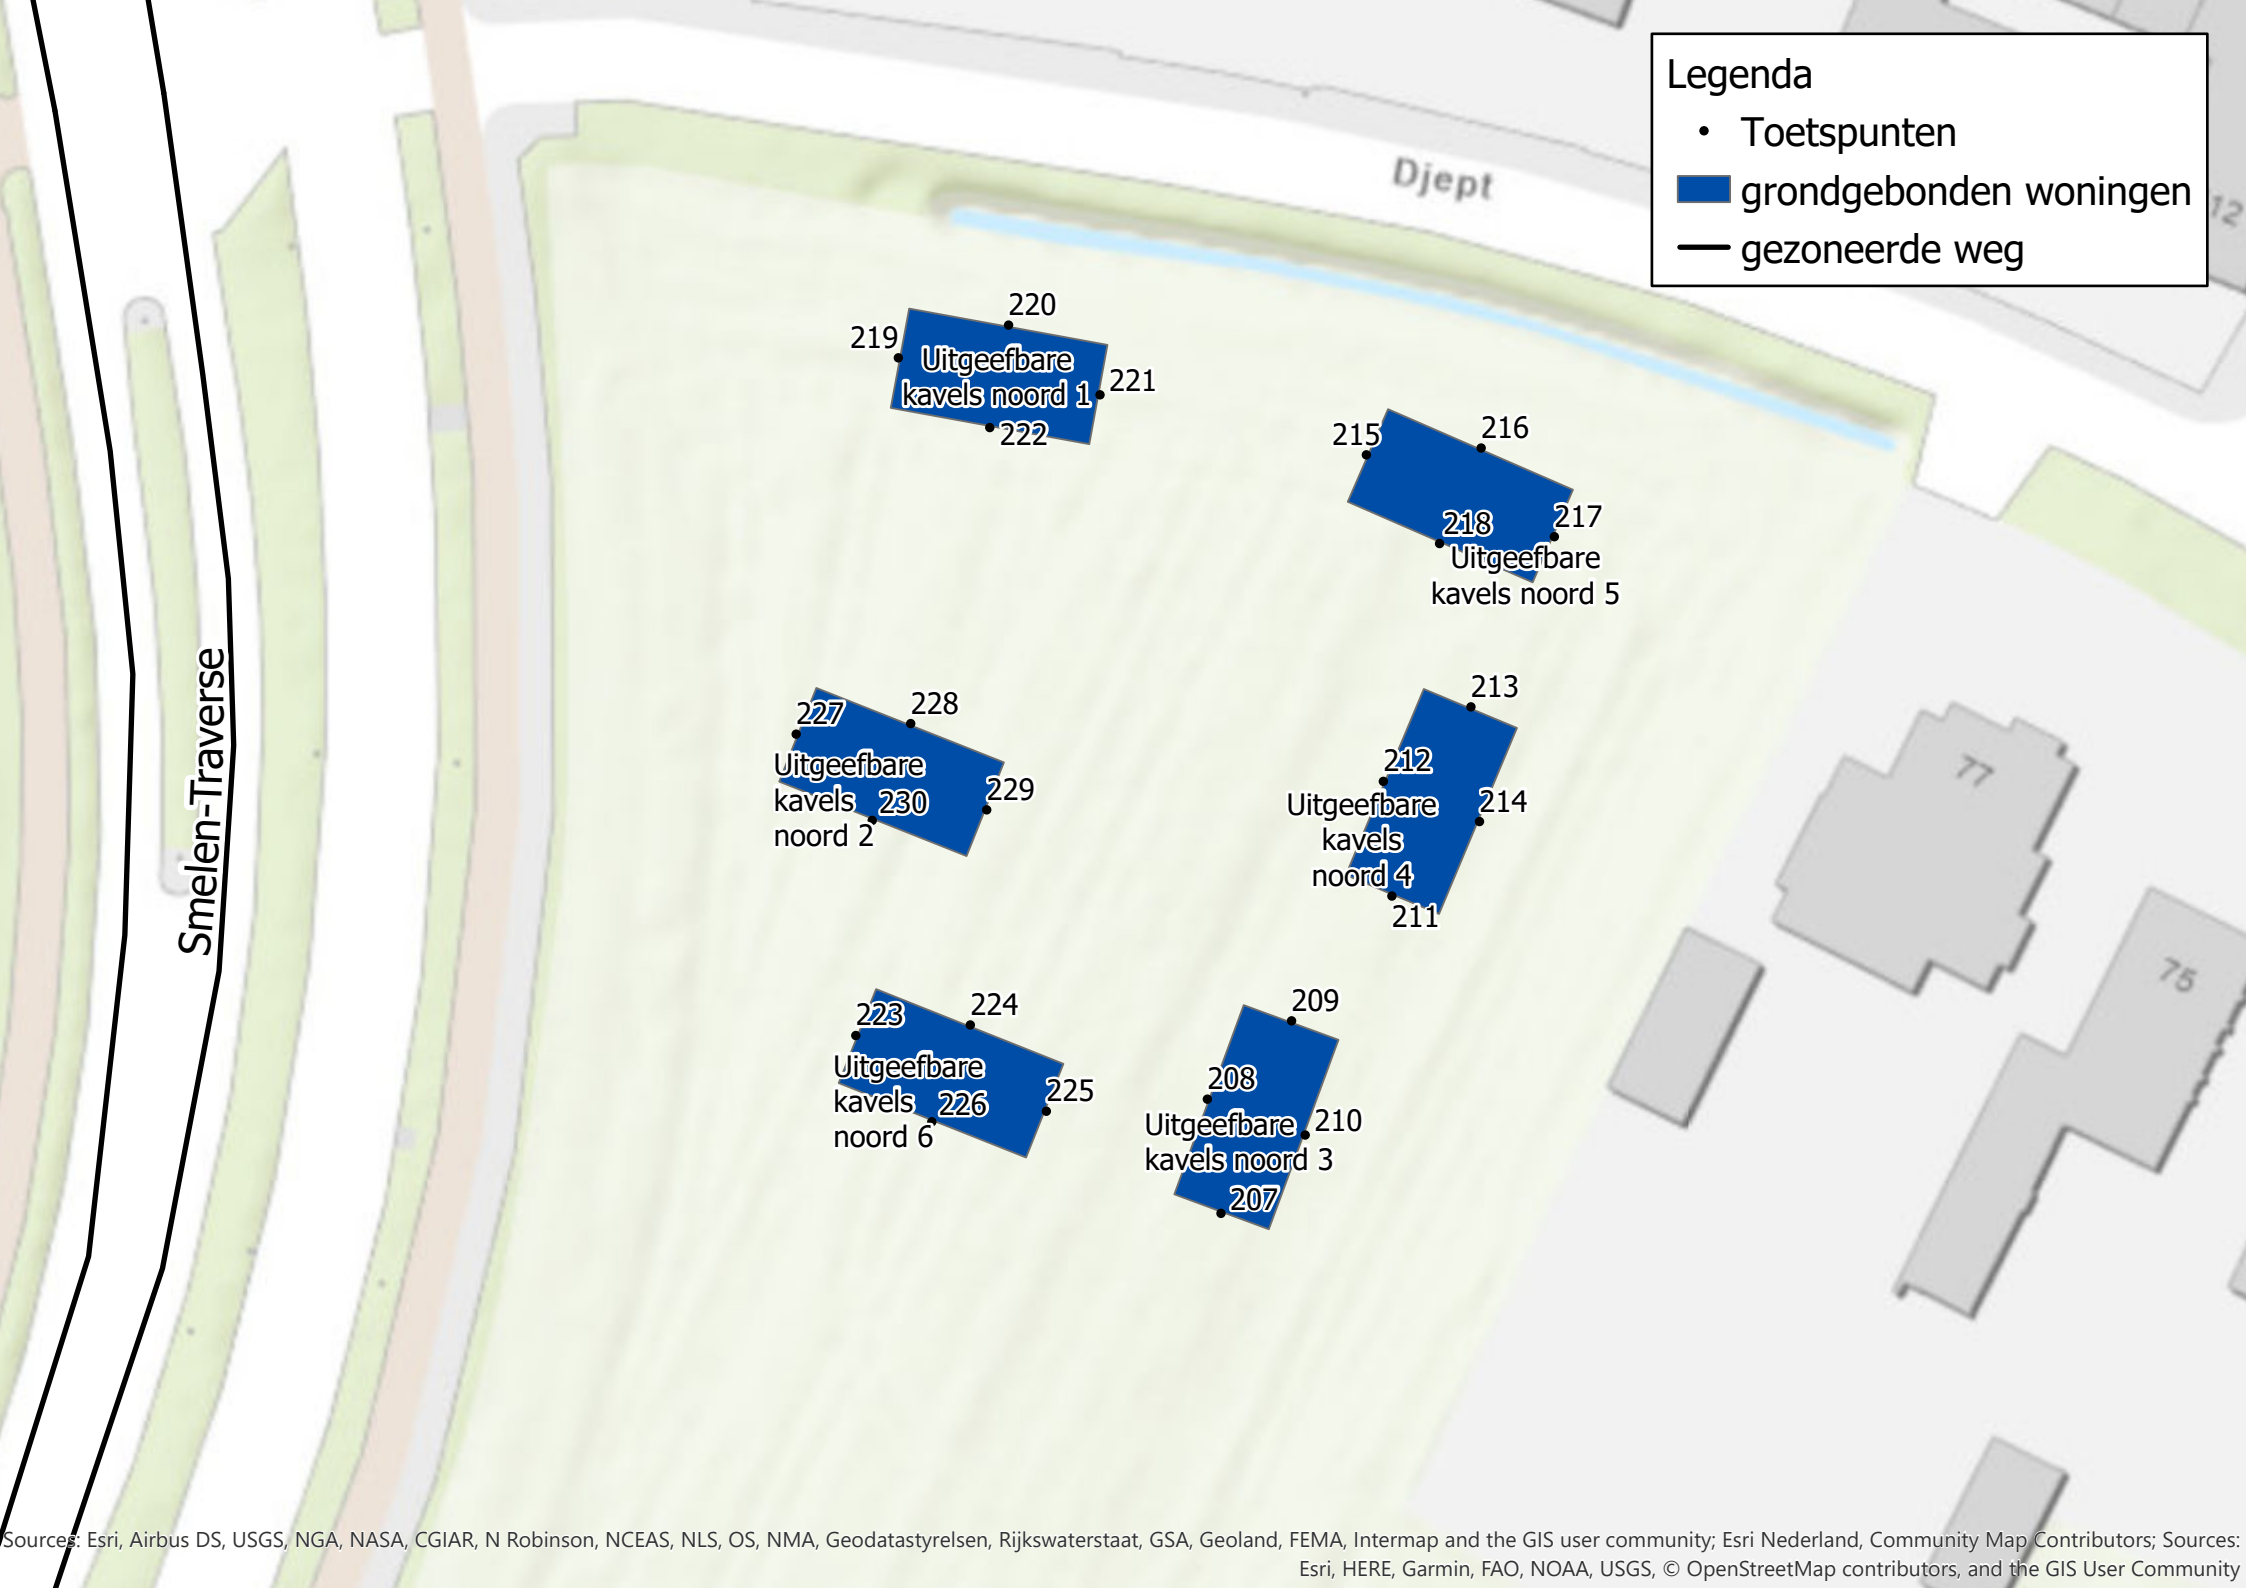 Legenda
Toetspunten
grondgebonden woningen
gezoneerde weg
Djept
12
220
219
Uitgeefbare
kavels noord 1
221
222
216
215
217
218
Uitgeefbare
kavels noord 5
Smelen-Traverse
228
227
Uitgeefbare
kavels
noord 2
229
230
213
212
Uitgeefbare
kavels
noord 4
214
211
77
75
224
223
Uitgeefbare
kavels
noord 6
225
226
209
208
Uitgeefbare
kavels noord 3
210
207
Sources: Esri, Airbus DS, USGS, NGA, NASA, CGIAR, N Robinson, NCEAS, NLS, OS, NMA, Geodatastyrelsen, Rijkswaterstaat, GSA, Geoland, FEMA, Intermap and the GIS user community; Esri Nederland, Community Map Contributors; Sources:
Esri, HERE, Garmin, FAO, NOAA, USGS, © OpenStreetMap contributors, and the GIS User Community